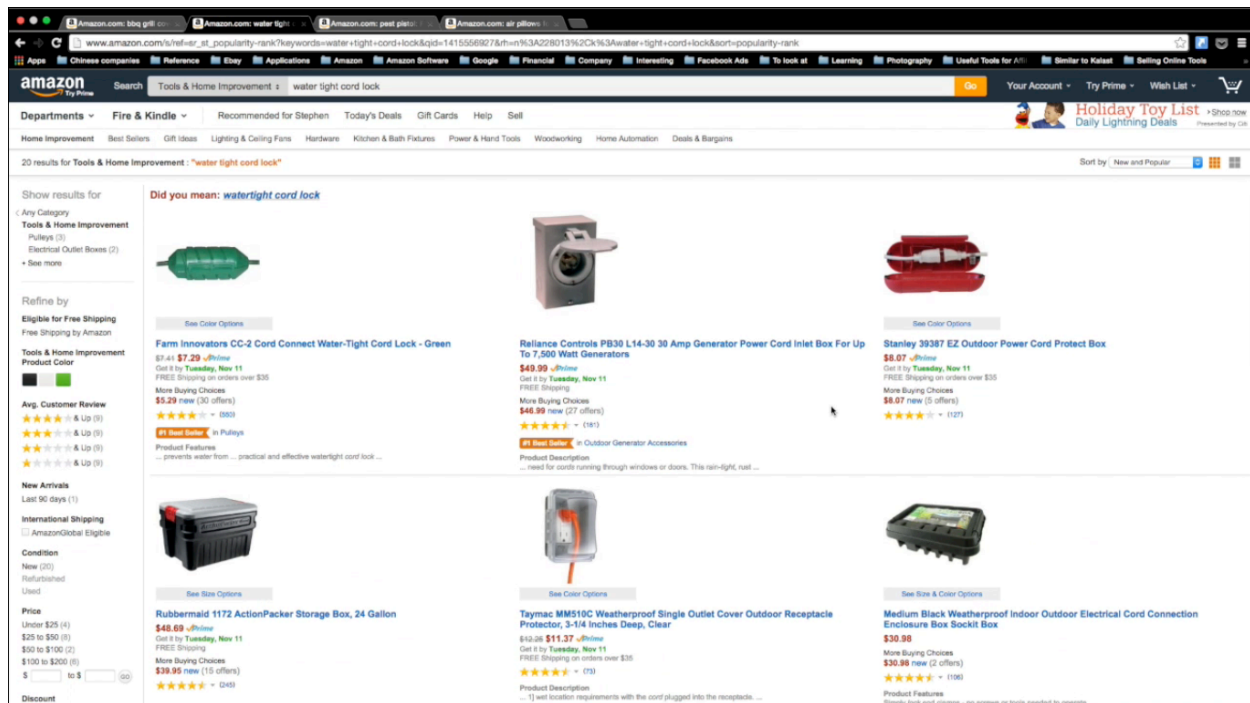 Amazon.com: bbq grill co
Amazon.com: water tight
Amazon.com: pest pistol
Amazon.com: air pillows
www.amazon.com/s/ref=sr_st_popularity-rank?keywords=water+tight+cord+lock&qid=1415556927&rh=n%3A228013%2Ck%3Awater+tight+cord+lock&sort=popularity-rank
Apps Chinese companies Reference Ebay Applications Amazon Amazon Software Google Financial Company Interesting Facebook Ads To look at Learning Photography Useful Tools for Affi Similar to Kalast Selling Online Tools
amazon
Try Prime
Search Tools & Home Improvement water tight cord lock Go Your Account Try Prime Wish List
Departments Fire & Kindle Recommended for Stephen Today's Deals Gift Cards Help Sell
Holiday Toy List Shop now
Daily Lightning Deals Presented by
Home Improvement Best Sellers Gift Ideas Lighting & Ceiling Fans Hardware Kitchen & Bath Fixtures Power & Hand Tools Woodworking Home Automation Deals & Bargains
20 results for Tools & Home Improvement : "water tight cord lock"
Sort by New and Popular
Show results for
Any Category
Tools & Home Improvement
Pulleys (3)
Electrical Outlet Boxes (2)
+ See more
Refine by
Eligible for Free Shipping
Free Shipping by Amazon
Tools & Home Improvement
Product Color
Avg. Customer Review
& Up (9)
& Up (9)
& Up (9)
& Up (9)
New Arrivals
Last 90 days (1)
International Shipping
AmazonGlobal Eligible
Condition
New (20)
Refurbished
Used
Price
Under $25 (4)
$25 to $50 (8)
$50 to $100 (2)
$100 to $200 (6)
$ to $ GO
Discount
Did you mean: watertight cord lock
See Color Options
Farm Innovators CC-2 Cord Connect Water-Tight Cord Lock - Green
$7.41 $7.29 Prime
Get it by Tuesday, Nov 11
FREE Shipping on orders over $35
More Buying Choices
$5.29 new (30 offers)
(550)
#1 Best Seller in Pulleys
Product Features
... prevents water from ... practical and effective watertight cord lock ...
Reliance Controls PB30 L14-30 30 Amp Generator Power Cord Inlet Box For Up
To 7,500 Watt Generators
$49.99 Prime
Get it by Tuesday, Nov 11
FREE Shipping
More Buying Choices
$46.99 new (27 offers)
(181)
#1 Best Seller in Outdoor Generator Accessories
Product Description
... need for cords running through windows or doors. This rain-tight, rust ...
See Color Options
Stanley 39387 EZ Outdoor Power Cord Protect Box
$8.07 Prime
Get it by Tuesday, Nov 11
FREE Shipping on orders over $35
More Buying Choices
$8.07 new (5 offers)
(127)
See Size Options
Rubbermaid 1172 ActionPacker Storage Box, 24 Gallon
$48.69 Prime
Get it by Tuesday, Nov 11
FREE Shipping
More Buying Choices
$39.95 new (15 offers)
(245)
See Color Options
Taymac MM510C Weatherproof Single Outlet Cover Outdoor Receptacle
Protector, 3-1/4 Inches Deep, Clear
$12.26 $11.37 Prime
Get it by Tuesday, Nov 11
FREE Shipping on orders over $35
(73)
Product Description
... 1] wet location requirements with the cord plugged into the receptacle. ...
See Size & Color Options
Medium Black Weatherproof Indoor Outdoor Electrical Cord Connection
Enclosure Box Sockit Box
$30.98
More Buying Choices
$30.98 new (2 offers)
(106)
Product Features